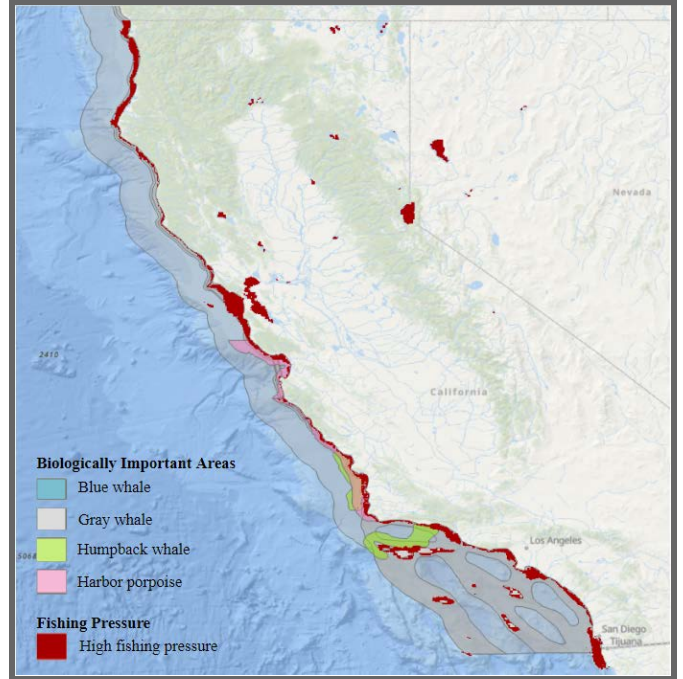 Nevada
2410
California
Biologically Important Areas
Blue whale
Gray whale
Humpback whale
Harbor porpoise
5068
Los Angeles
Fishing Pressure
High fishing pressure
San Diego
Tijuana